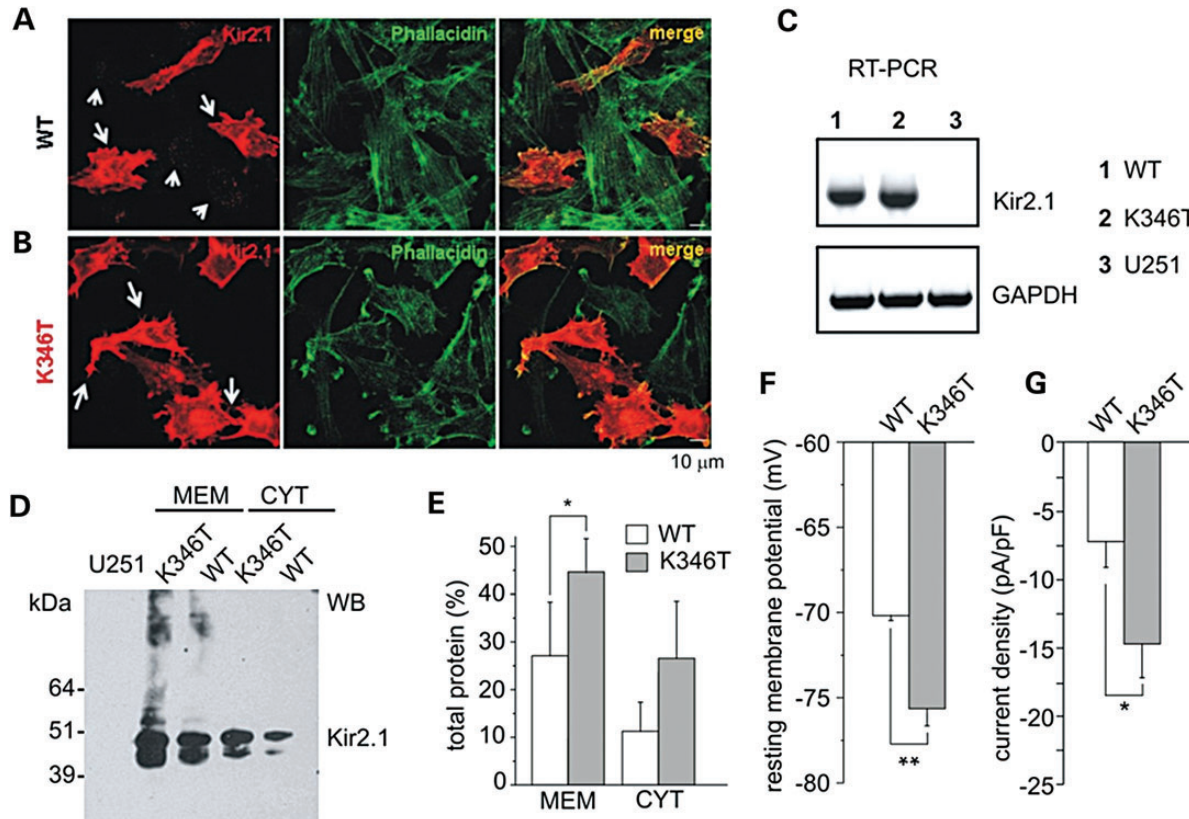 A
Kir2.1
Phallacidin
merge
WT
B
Kir2.1
Phallacidin
merge
K346T
10 µm
C
RT-PCR
1 2 3
Kir2.1
GAPDH
1 WT
2 K346T
3 U251
D
MEM CYT
U251 K346T WT K346T WT
kDa
WB
64
51
39
Kir2.1
E
total protein (%)
50
40
30
20
10
0
*
WT
K346T
MEM CYT
F
WT K346T
resting membrane potential (mV)
-60
-65
-70
-75
-80
**
G
WT K346T
current density (pA/pF)
0
-5
-10
-15
-20
-25
*